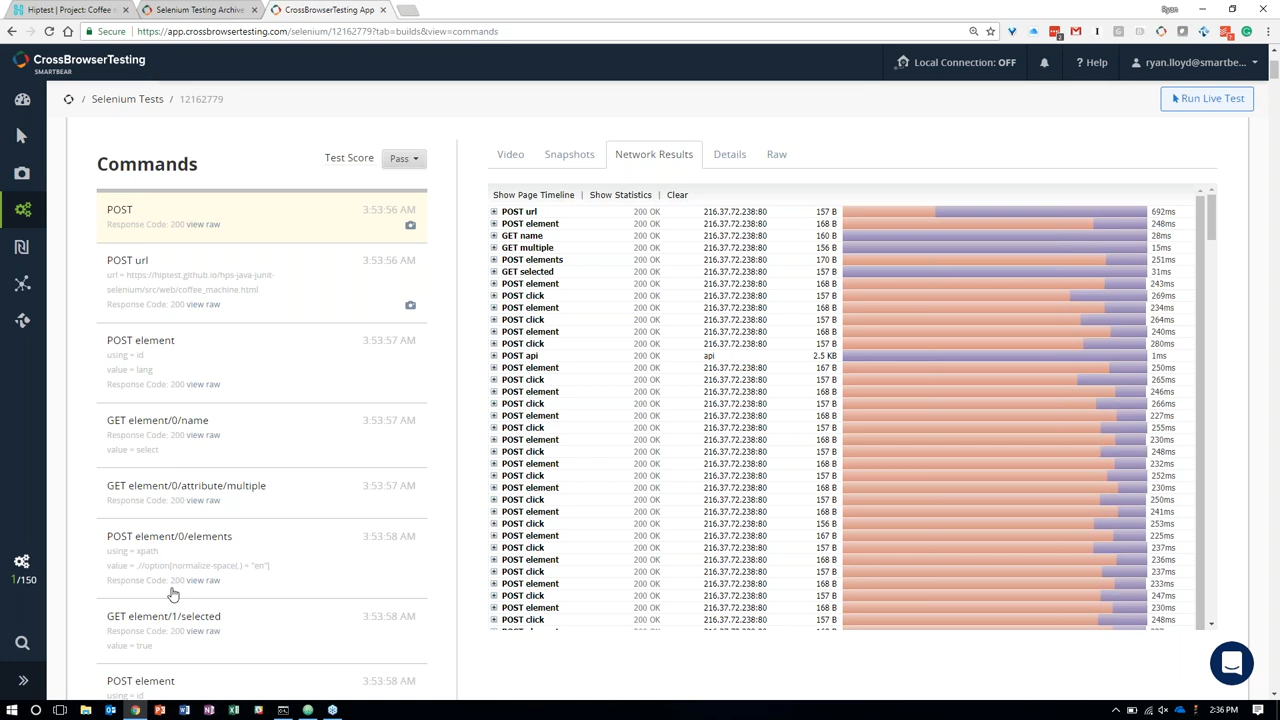 Hiptest | Project: Coffee
Selenium Testing Archive
CrossBrowserTesting App
Ryan
Secure
https://app.crossbrowsertesting.com/selenium/12162779?tab=builds&view=commands
CrossBrowserTesting
SMARTBEAR
Local Connection: OFF
? Help
ryan.lloyd@smartbe...
/ Selenium Tests / 12162779
Run Live Test
Commands
Test Score
Pass
POST
3:53:56 AM
Response Code: 200 view raw
POST url
3:53:56 AM
url = https://hiptest.github.io/hps-java-junit-
selenium/src/web/coffee_machine.html
Response Code: 200 view raw
POST element
3:53:57 AM
using = id
value = lang
Response Code: 200 view raw
GET element/0/name
3:53:57 AM
Response Code: 200 view raw
value = select
GET element/0/attribute/multiple
3:53:57 AM
Response Code: 200 view raw
POST element/0/elements
3:53:58 AM
using = xpath
value = .//option[normalize-space(.) = "en"]
Response Code: 200 view raw
GET element/1/selected
3:53:58 AM
Response Code: 200 view raw
value = true
POST element
3:53:58 AM
using = id
1/150
Video
Snapshots
Network Results
Details
Raw
Show Page Timeline | Show Statistics | Clear
POST url 200 OK 216.37.72.238:80 157 B 692ms
POST element 200 OK 216.37.72.238:80 168 B 248ms
GET name 200 OK 216.37.72.238:80 160 B 28ms
GET multiple 200 OK 216.37.72.238:80 156 B 15ms
POST elements 200 OK 216.37.72.238:80 170 B 251ms
GET selected 200 OK 216.37.72.238:80 157 B 31ms
POST element 200 OK 216.37.72.238:80 168 B 243ms
POST click 200 OK 216.37.72.238:80 157 B 269ms
POST element 200 OK 216.37.72.238:80 168 B 234ms
POST click 200 OK 216.37.72.238:80 157 B 264ms
POST element 200 OK 216.37.72.238:80 168 B 240ms
POST click 200 OK 216.37.72.238:80 157 B 280ms
POST api 200 OK api 2.5 KB 1ms
POST element 200 OK 216.37.72.238:80 167 B 250ms
POST click 200 OK 216.37.72.238:80 157 B 265ms
POST element 200 OK 216.37.72.238:80 168 B 246ms
POST click 200 OK 216.37.72.238:80 157 B 266ms
POST element 200 OK 216.37.72.238:80 168 B 227ms
POST click 200 OK 216.37.72.238:80 157 B 255ms
POST element 200 OK 216.37.72.238:80 168 B 230ms
POST click 200 OK 216.37.72.238:80 157 B 248ms
POST element 200 OK 216.37.72.238:80 168 B 232ms
POST click 200 OK 216.37.72.238:80 157 B 252ms
POST element 200 OK 216.37.72.238:80 168 B 230ms
POST click 200 OK 216.37.72.238:80 157 B 250ms
POST element 200 OK 216.37.72.238:80 168 B 241ms
POST click 200 OK 216.37.72.238:80 156 B 253ms
POST element 200 OK 216.37.72.238:80 167 B 225ms
POST click 200 OK 216.37.72.238:80 157 B 237ms
POST element 200 OK 216.37.72.238:80 168 B 236ms
POST click 200 OK 216.37.72.238:80 157 B 237ms
POST element 200 OK 216.37.72.238:80 168 B 233ms
POST click 200 OK 216.37.72.238:80 157 B 247ms
POST element 200 OK 216.37.72.238:80 168 B 230ms
POST click 200 OK 216.37.72.238:80 157 B 248ms
2:36 PM